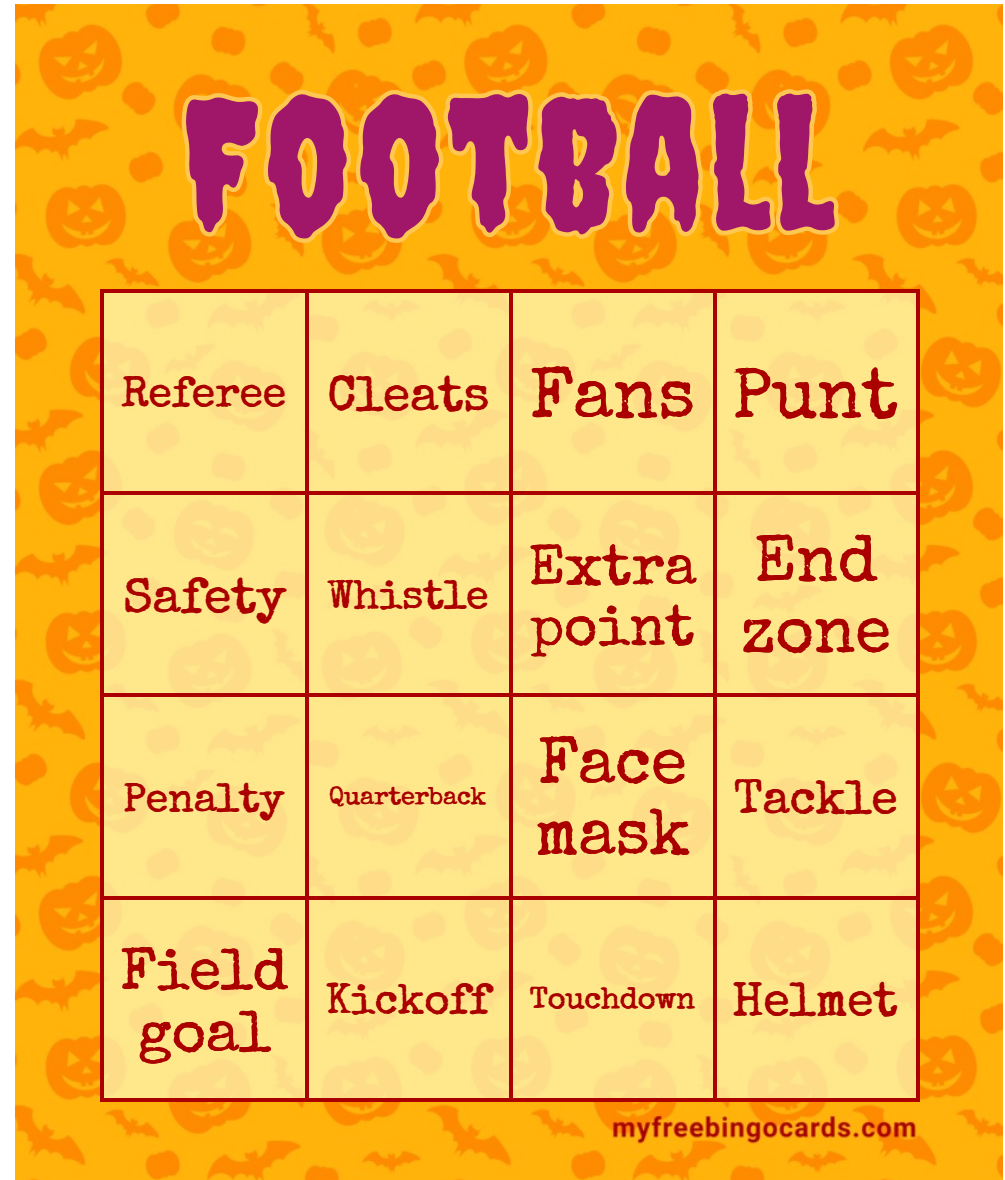 FOOTBALL
Referee
Cleats
Fans
Punt
Safety
Whistle
Extra
point
End
zone
Penalty
Quarterback
Face
mask
Tackle
Field
goal
Kickoff
Touchdown
Helmet
myfreebingocards.com